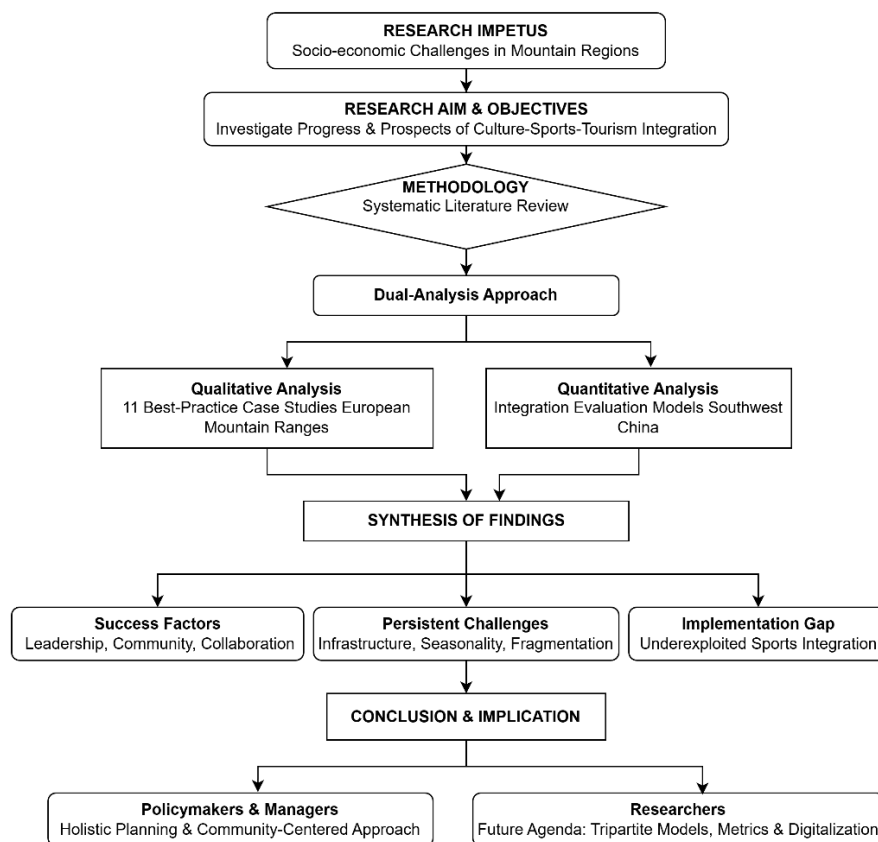 RESEARCH IMPETUS
Socio-economic Challenges in Mountain Regions
RESEARCH AIM & OBJECTIVES
Investigate Progress & Prospects of Culture-Sports-Tourism Integration
METHODOLOGY
Systematic Literature Review
Dual-Analysis Approach
Qualitative Analysis
11 Best-Practice Case Studies European
Mountain Ranges
Quantitative Analysis
Integration Evaluation Models Southwest
China
SYNTHESIS OF FINDINGS
Success Factors
Leadership, Community, Collaboration
Persistent Challenges
Infrastructure, Seasonality, Fragmentation
Implementation Gap
Underexploited Sports Integration
CONCLUSION & IMPLICATION
Policymakers & Managers
Holistic Planning & Community-Centered Approach
Researchers
Future Agenda: Tripartite Models, Metrics & Digitalization